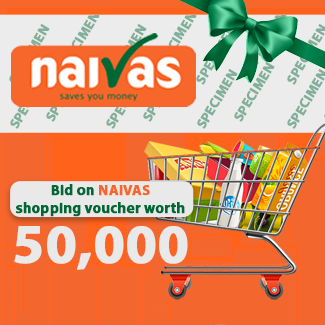 SPECIMEN SPECIMEN SPECIMEN SPECIMEN SPECIMEN
naivas
saves you money
Bid on NAIVAS
shopping voucher worth
50,000